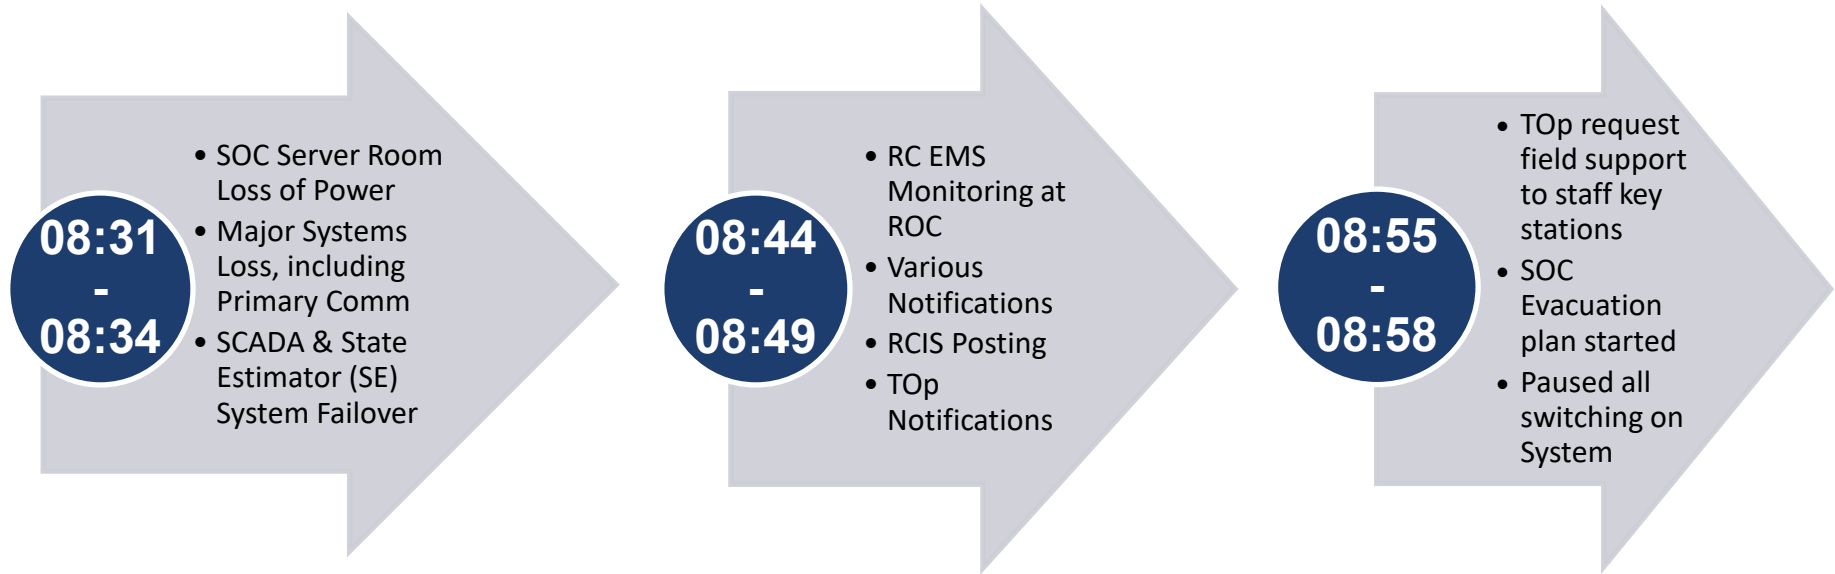 08:31
-
08:34
• SOC Server Room
Loss of Power
• Major Systems
Loss, including
Primary Comm
• SCADA & State
Estimator (SE)
System Failover
08:44
-
08:49
• RC EMS
Monitoring at
ROC
• Various
Notifications
• RCIS Posting
• TOp
Notifications
08:55
-
08:58
• TOp request
field support
to staff key
stations
• SOC
Evacuation
plan started
• Paused all
switching on
System